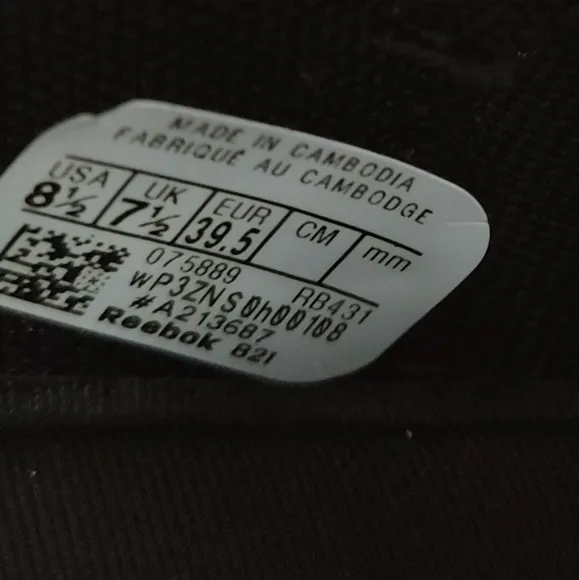 MADE IN CAMBODIA
FABRIQUÉ AU CAMBODGE
USA UK EUR CM mm
8½ 7½ 39.5
075889 RB431
WP3ZNS0h00108
#A213687
Reebok B21